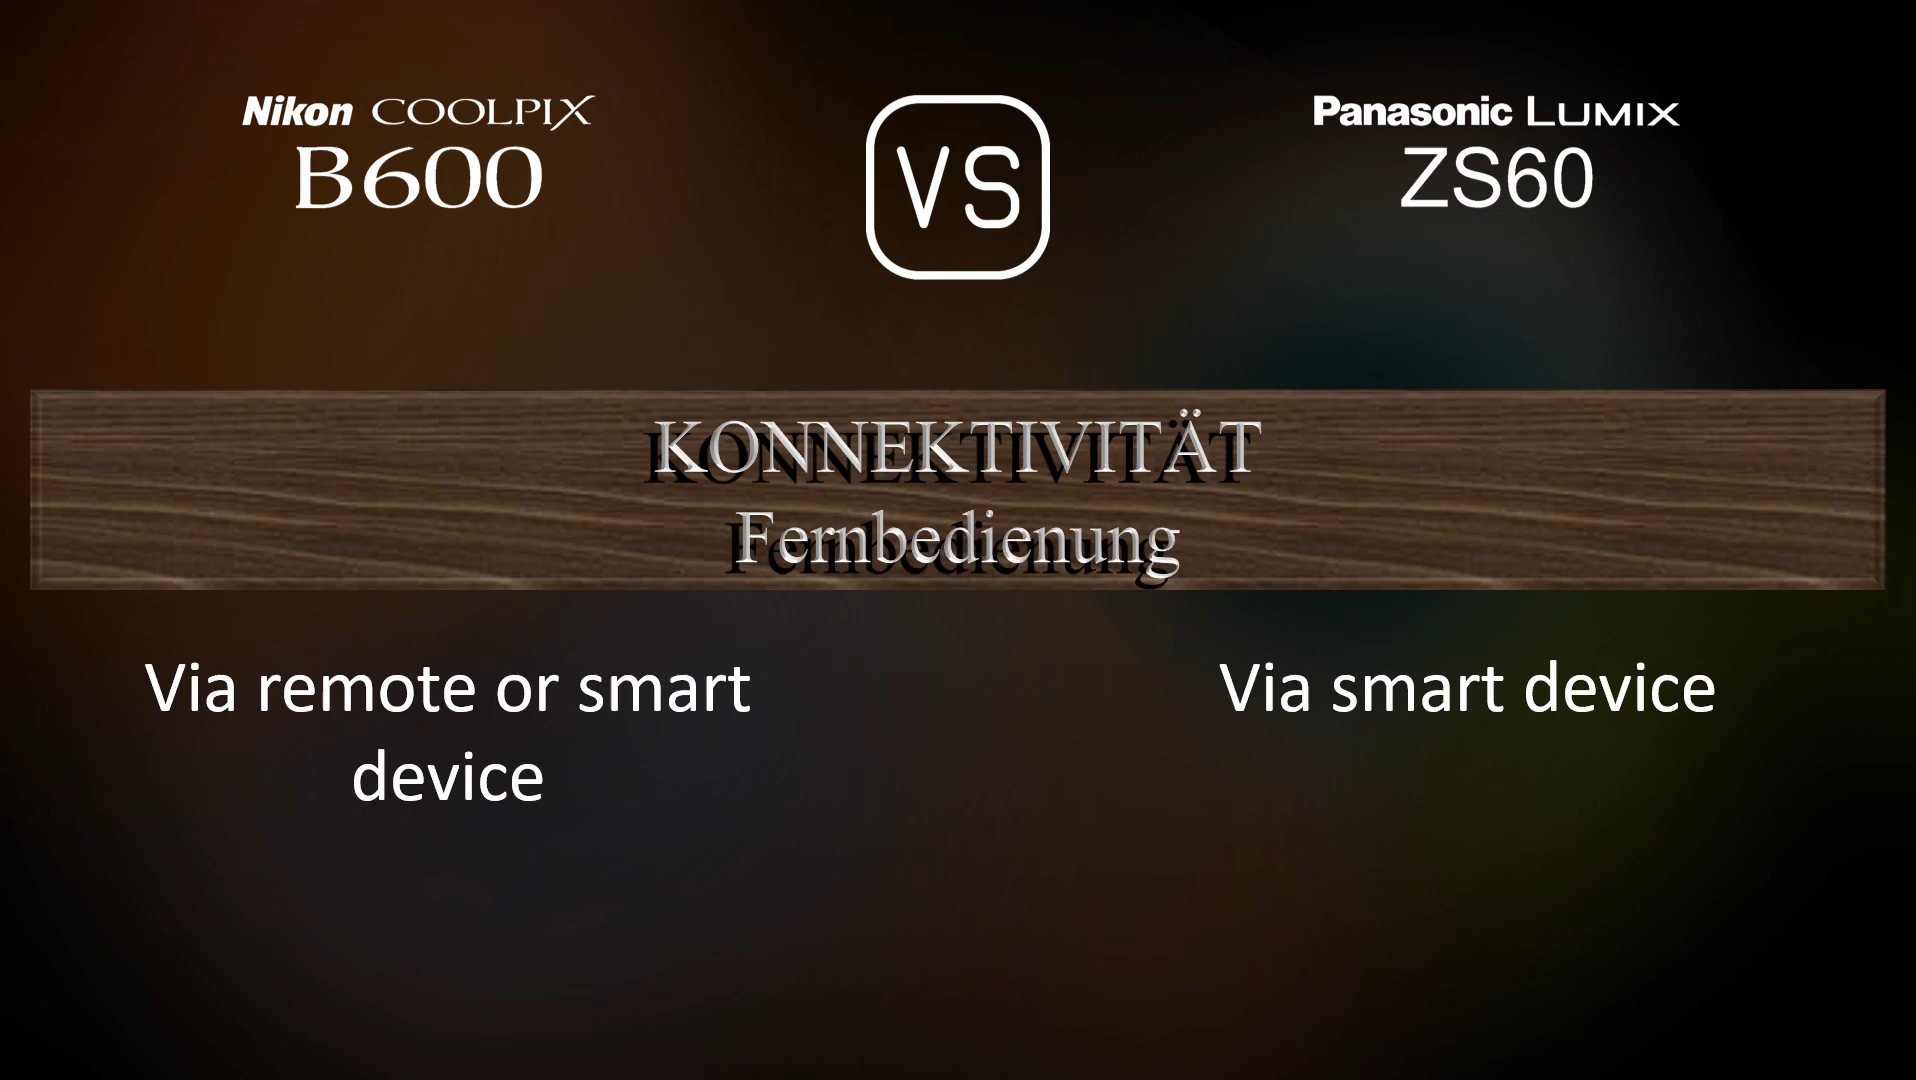 Nikon COOLPIX
B600
VS
Panasonic LUMIX
ZS60
KONNEKTIVITÄT
Fernbedienung
Via remote or smart
device
Via smart device